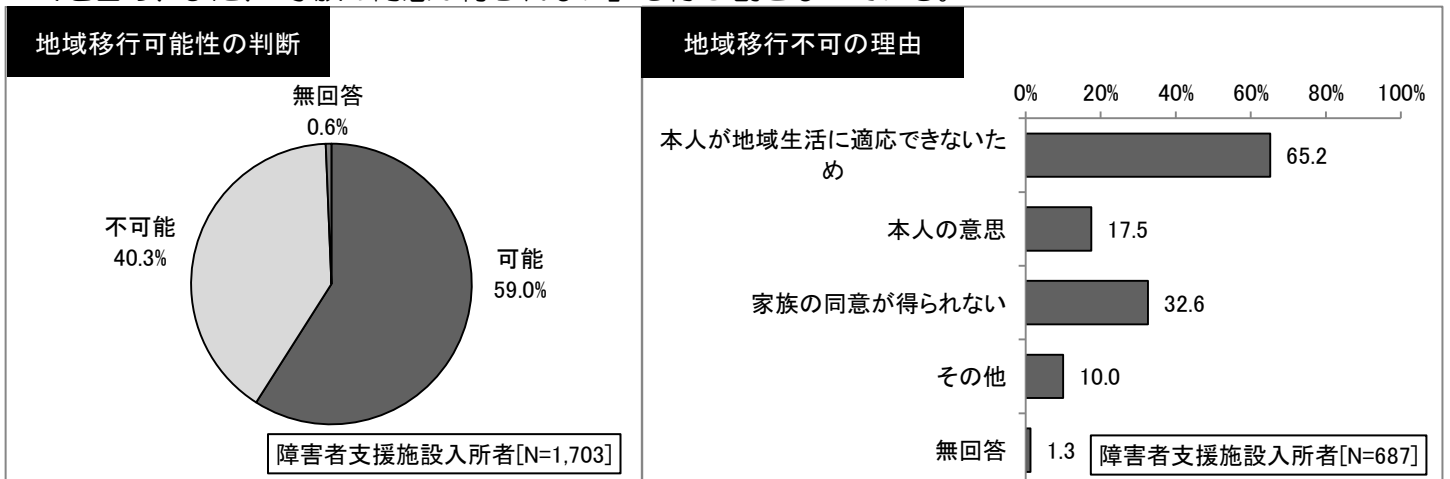 地域移行可能性の判断
無回答
0.6%
不可能
40.3%
可能
59.0%
障害者支援施設入所者[N=1,703]
地域移行不可の理由
0% 20% 40% 60% 80% 100%
本人が地域生活に適応できないた
め
65.2
本人の意思
17.5
家族の同意が得られない
32.6
その他
10.0
無回答
1.3
障害者支援施設入所者[N=687]